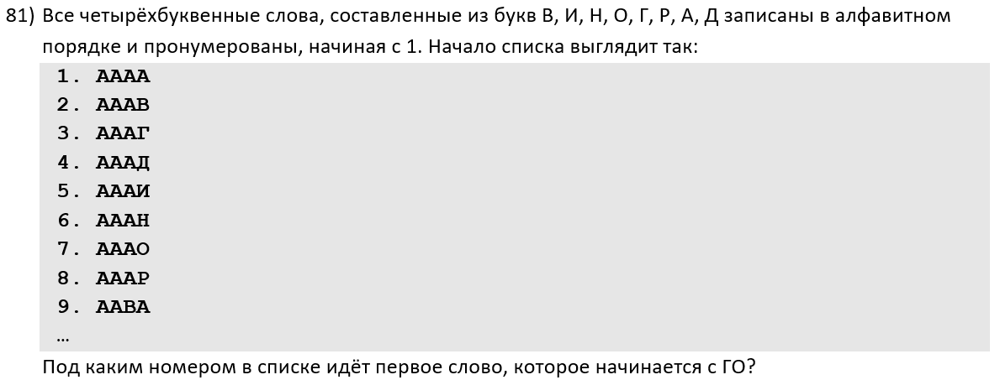 81) Все четырёхбуквенные слова, составленные из букв В, И, Н, О, Г, Р, А, Д записаны в алфавитном
порядке и пронумерованы, начиная с 1. Начало списка выглядит так:
1. АААА
2. АААВ
3. АААГ
4. АААД
5. АААИ
6. АААН
7. АААО
8. АААР
9. ААВА
…
Под каким номером в списке идёт первое слово, которое начинается с ГО?